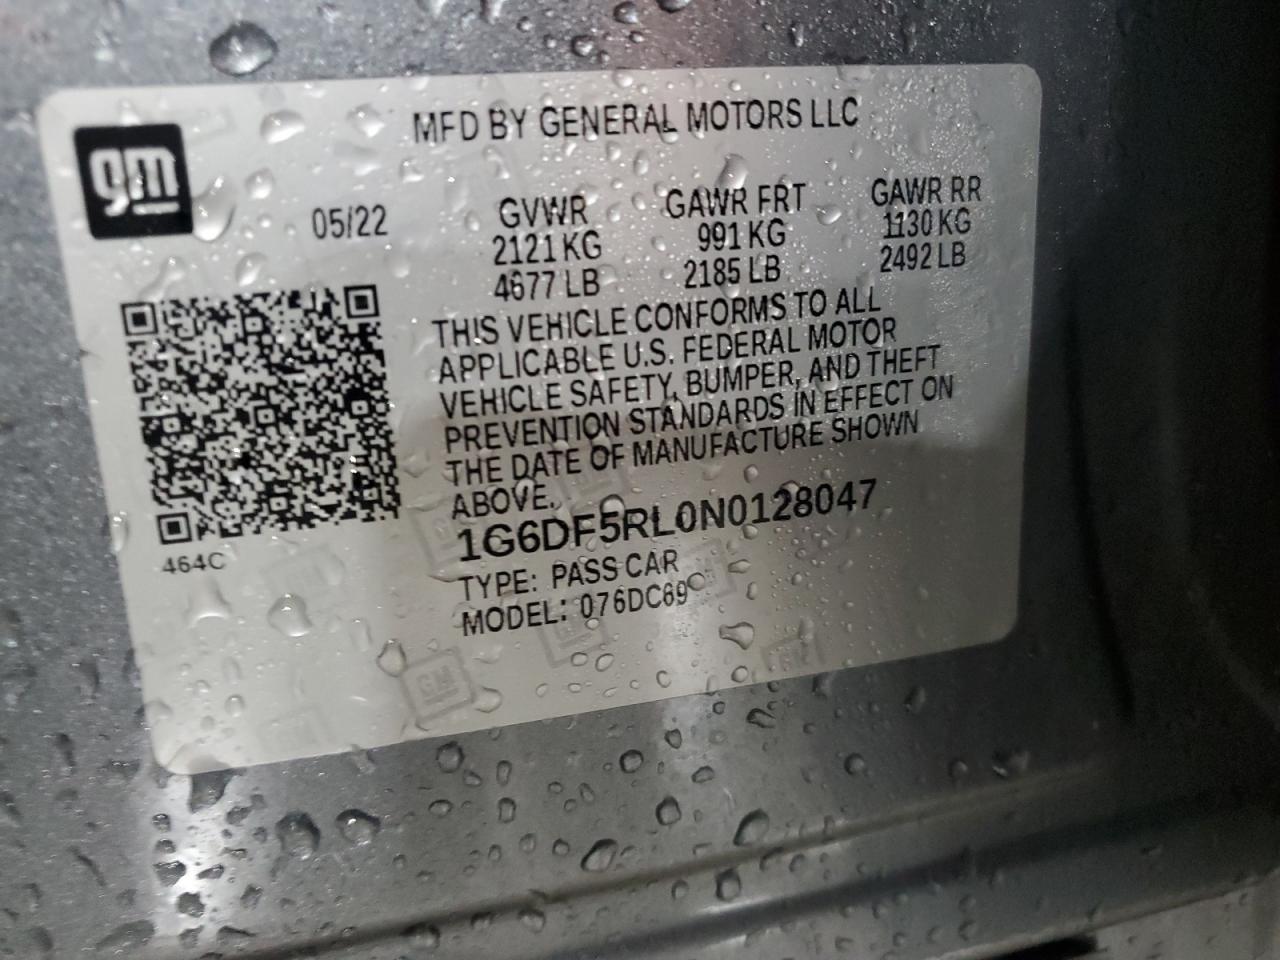 MFD BY GENERAL MOTORS LLC
gm
05/22
GVWR GAWR FRT GAWR RR
2121 KG 991 KG 1130 KG
4677 LB 2185 LB 2492 LB
THIS VEHICLE CONFORMS TO ALL
APPLICABLE U.S. FEDERAL MOTOR
VEHICLE SAFETY, BUMPER, AND THEFT
PREVENTION STANDARDS IN EFFECT ON
THE DATE OF MANUFACTURE SHOWN
ABOVE.
1G6DF5RL0N0128047
464C
TYPE: PASS CAR
MODEL: 076DC69
GM